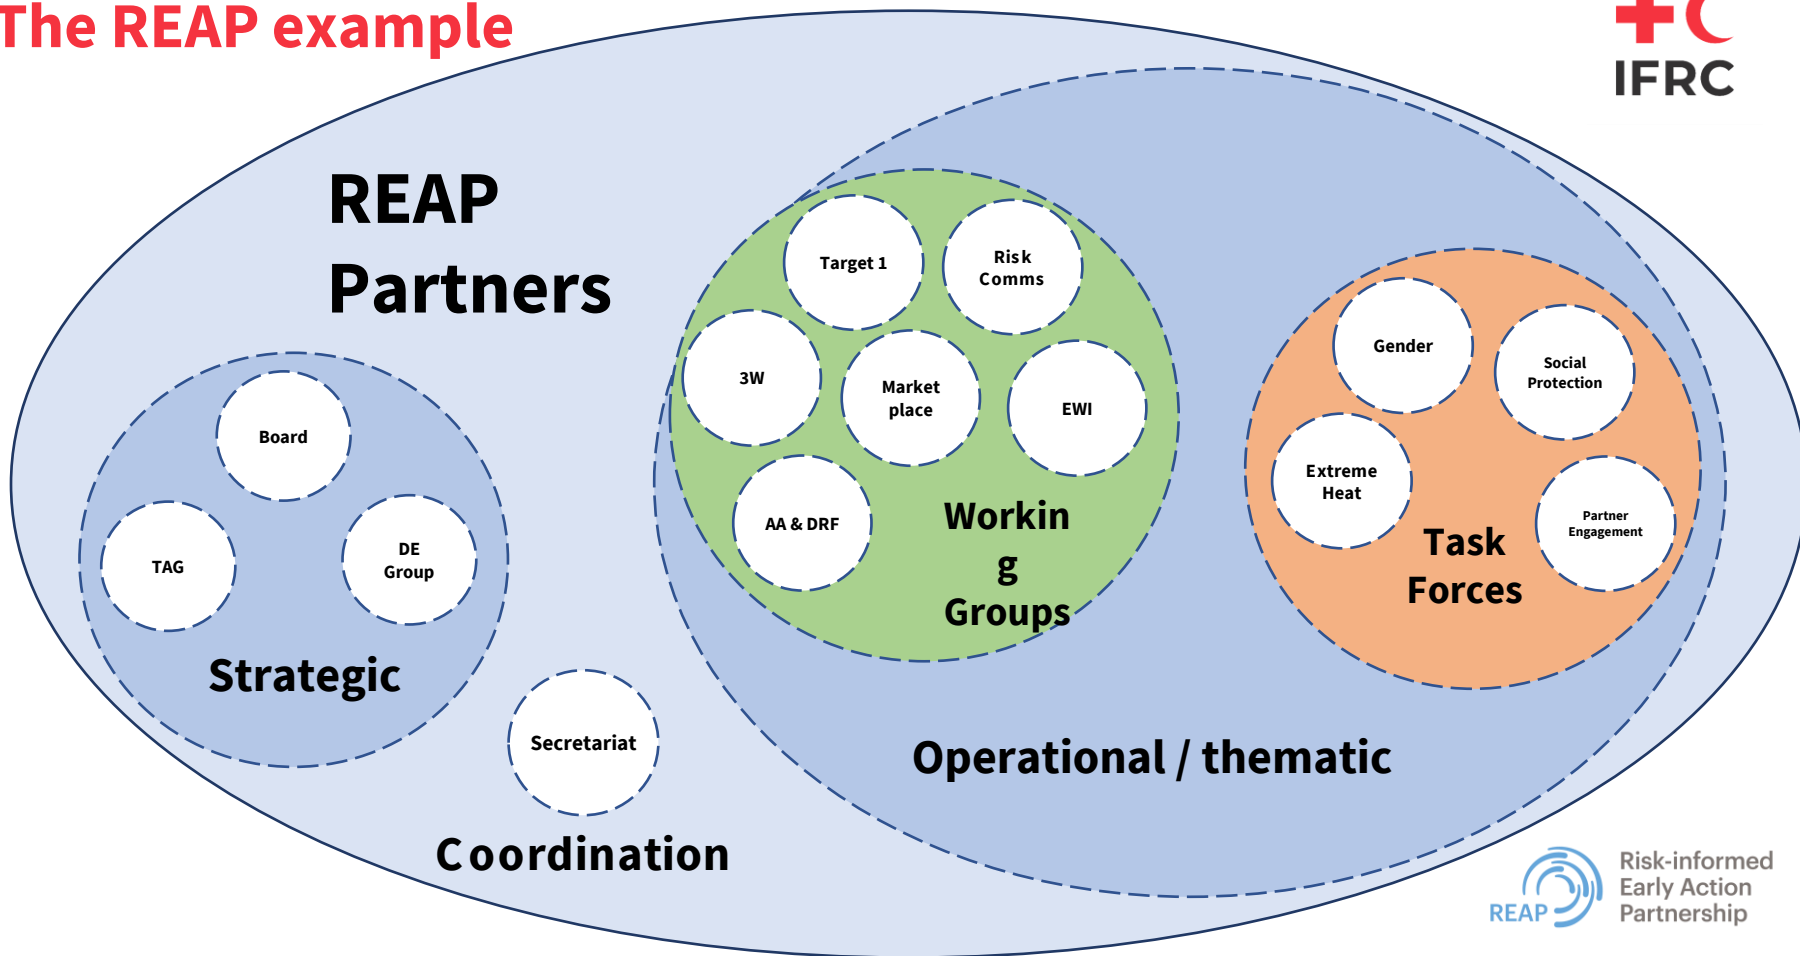 The REAP example
IFRC
REAP
Partners
Target 1
Risk
Comms
3W
Market
place
EWI
AA & DRF
Workin
g
Groups
Gender
Social
Protection
Extreme
Heat
Partner
Engagement
Task
Forces
Board
TAG
DE
Group
Strategic
Secretariat
Coordination
Operational / thematic
REAP
Risk-informed
Early Action
Partnership